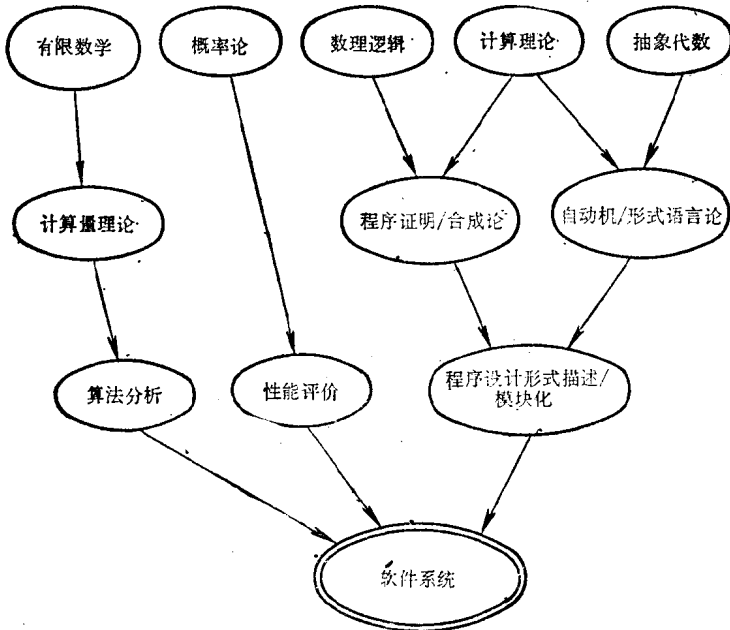 有限数学
概率论
数理逻辑
计算理论
抽象代数
计算量理论
程序证明/合成论
自动机/形式语言论
算法分析
性能评价
程序设计形式描述/
模块化
软件系统